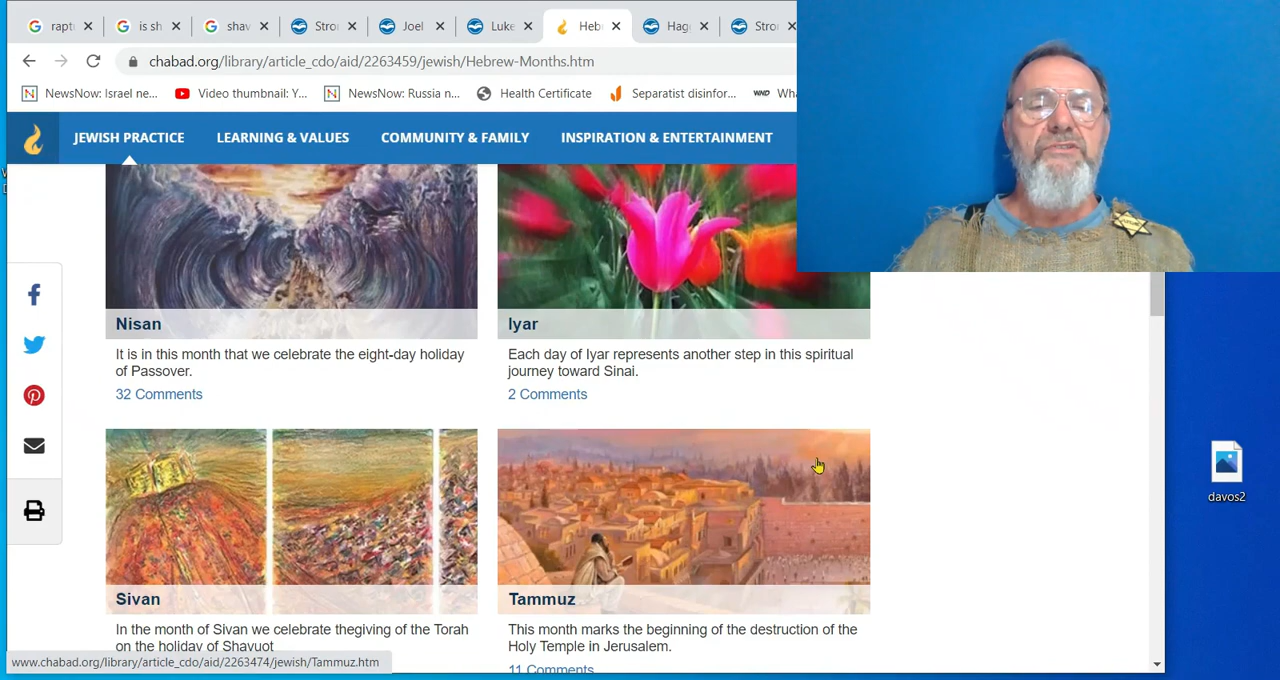 rapt
is sh
shav
Stro
Joel
Luke
Heb
Hag
Stro
chabad.org/library/article_cdo/aid/2263459/jewish/Hebrew-Months.htm
NewsNow: Israel ne...
Video thumbnail: Y...
NewsNow: Russia n...
Health Certificate
Separatist disinfor...
WND Wha
JEWISH PRACTICE
LEARNING & VALUES
COMMUNITY & FAMILY
INSPIRATION & ENTERTAINMENT
Nisan
It is in this month that we celebrate the eight-day holiday
of Passover.
32 Comments
Iyar
Each day of Iyar represents another step in this spiritual
journey toward Sinai.
2 Comments
Sivan
In the month of Sivan we celebrate thegiving of the Torah
on the holiday of Shavuot
Tammuz
This month marks the beginning of the destruction of the
Holy Temple in Jerusalem.
11 Comments
www.chabad.org/library/article_cdo/aid/2263474/jewish/Tammuz.htm
davos2